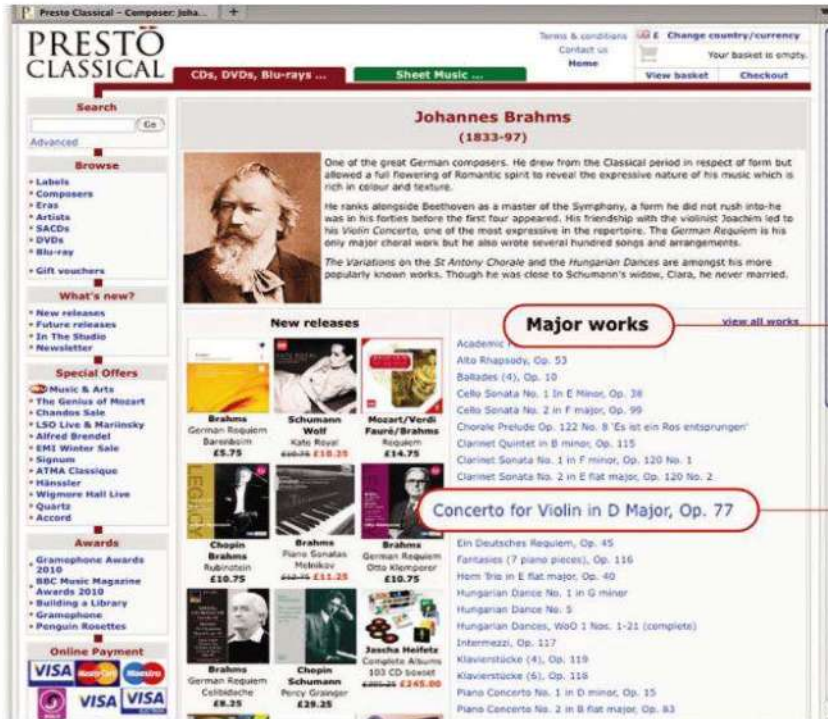 Presto Classical – Composer: Joha...
PRESTO
CLASSICAL
CDs, DVDs, Blu-rays ...
Sheet Music ...
Terms & conditions
Contact us
Home
£ Change country/currency
Your basket is empty.
View basket Checkout
Search
Go
Advanced
Browse
Labels
Composers
Eras
Artists
SACDs
DVDs
Blu-ray
Gift vouchers
What's new?
New releases
Future releases
In The Studio
Newsletter
Special Offers
Music & Arts
The Genius of Mozart
Chandos Sale
LSO Live & Mariinsky
Alfred Brendel
EMI Winter Sale
Signum
ATMA Classique
Hänssler
Wigmore Hall Live
Quartz
Accord
Awards
Gramophone Awards
2010
BBC Music Magazine
Awards 2010
Building a Library
Gramophone
Penguin Rosettes
Online Payment
VISA MasterCard Maestro
VISA VISA
Johannes Brahms
(1833-97)
One of the great German composers. He drew from the Classical period in respect of form but
allowed a full flowering of Romantic spirit to reveal the expressive nature of his music which is
rich in colour and texture.
He ranks alongside Beethoven as a master of the Symphony, a form he did not rush into-he
was in his forties before the first four appeared. His friendship with the violinist Joachim led to
his Violin Concerto, one of the most expressive in the repertoire. The German Requiem is his
only major choral work but he also wrote several hundred songs and arrangements.
The Variations on the St Antony Chorale and the Hungarian Dances are amongst his more
popularly known works. Though he was close to Schumann's widow, Clara, he never married.
New releases
Brahms
German Requiem
Barenboim
£5.75
Schumann
Wolf
Kate Royal
£10.25
Mozart/Verdi
Fauré/Brahms
Requiem
£14.75
LEGACY
Chopin
Brahms
Rubinstein
£10.75
Brahms
Piano Sonatas
Melnikov
£12.75 £11.25
Brahms
German Requiem
Otto Klemperer
£10.75
Brahms
German Requiem
Celibidache
£8.25
Chopin
Schumann
Percy Grainger
£29.25
Jascha Heifetz
Complete Albums
103 CD boxset
£245.00
Major works
view all works
Academic
Alto Rhapsody, Op. 53
Ballades (4), Op. 10
Cello Sonata No. 1 In E Minor, Op. 38
Cello Sonata No. 2 in F major, Op. 99
Chorale Prelude Op. 122 No. 8 'Es ist ein Ros entsprungen'
Clarinet Quintet in B minor, Op. 115
Clarinet Sonata No. 1 in F minor, Op. 120 No. 1
Clarinet Sonata No. 2 in E flat major, Op. 120 No. 2
Concerto for Violin in D Major, Op. 77
Ein Deutsches Requiem, Op. 45
Fantasies (7 piano pieces), Op. 116
Horn Trio in E flat major, Op. 40
Hungarian Dance No. 1 in G minor
Hungarian Dance No. 5
Hungarian Dances, WoO 1 Nos. 1-21 (complete)
Intermezzi, Op. 117
Klavierstücke (4), Op. 119
Klavierstücke (6), Op. 118
Piano Concerto No. 1 in D minor, Op. 15
Piano Concerto No. 2 in B flat major, Op. 83